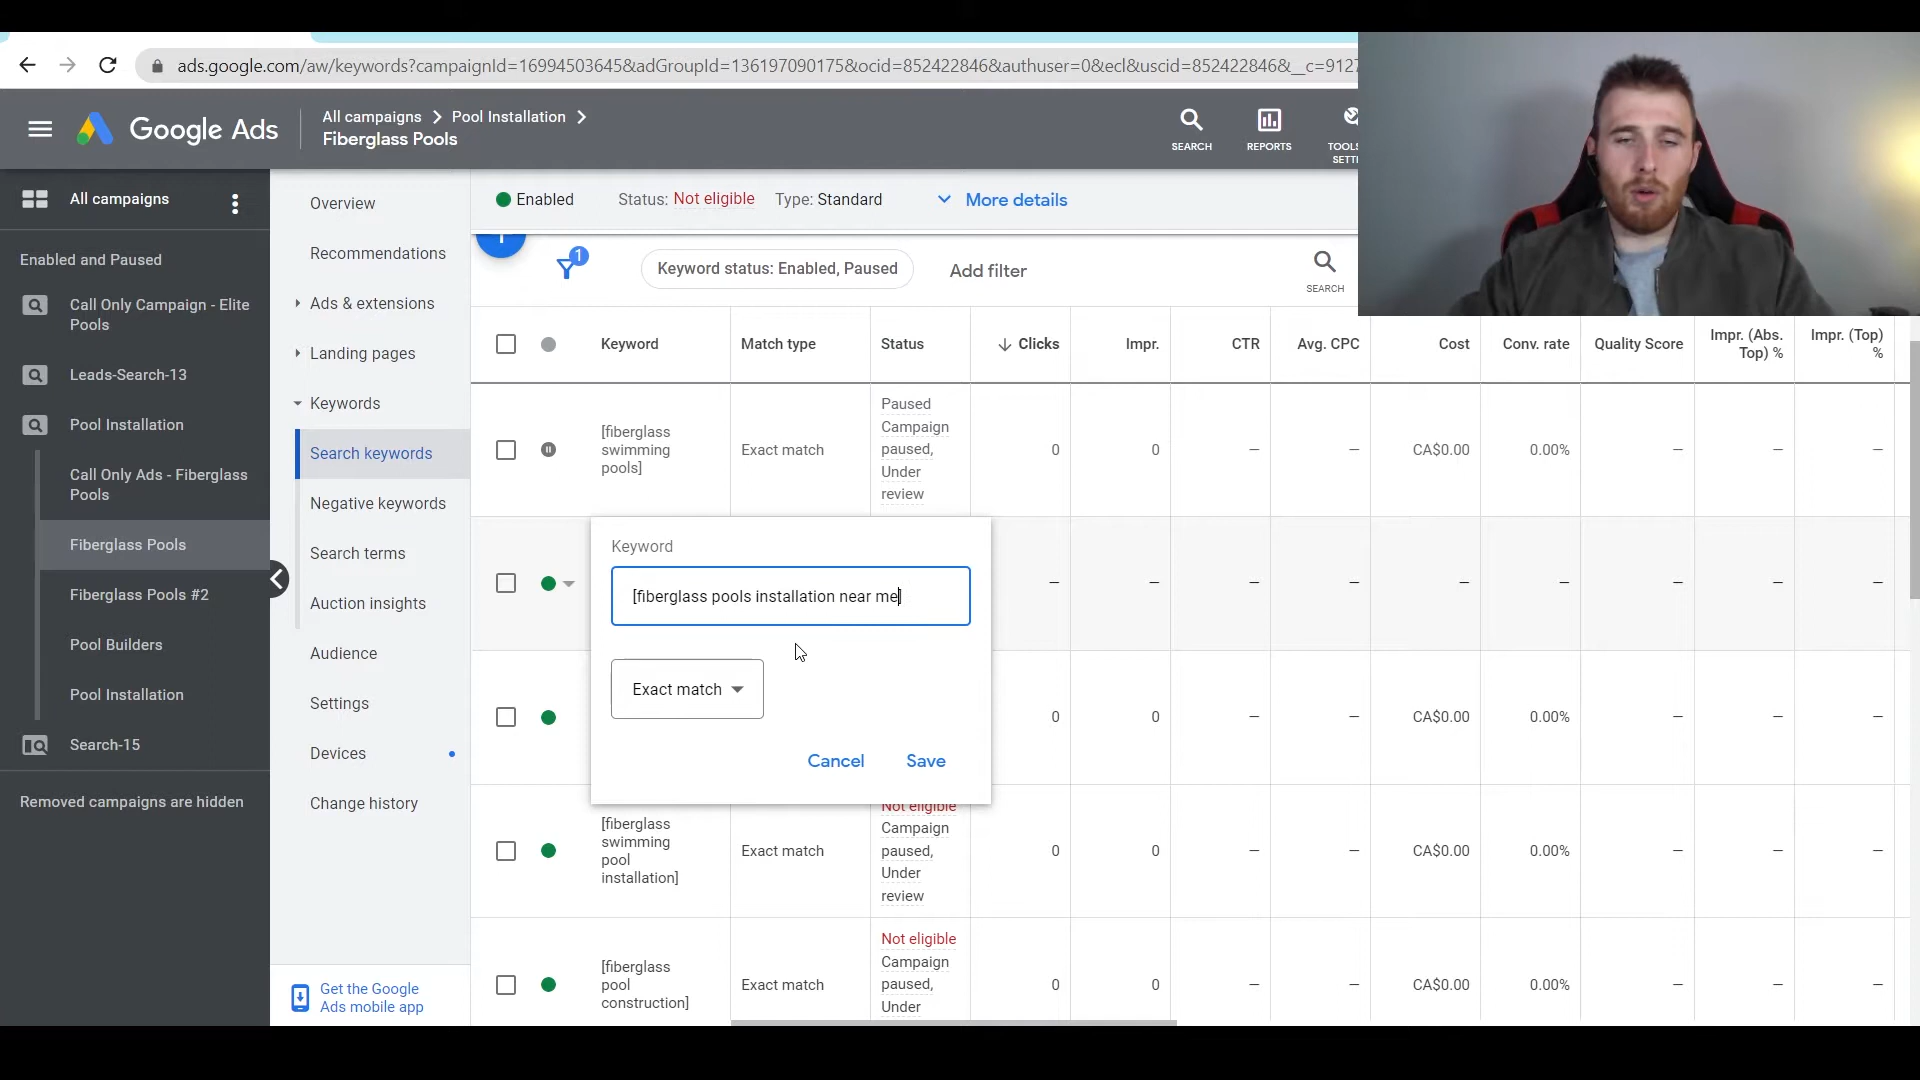 ads.google.com/aw/keywords?campaignId=16994503645&adGroupId=136197090175&ocid=852422846&authuser=0&ecl&uscid=852422846&__c=9127
Google Ads
All campaigns
Pool Installation
Fiberglass Pools
SEARCH
REPORTS
TOOLS
SETTI
All campaigns
Enabled and Paused
Call Only Campaign - Elite
Pools
Leads-Search-13
Pool Installation
Call Only Ads - Fiberglass
Pools
Fiberglass Pools
Fiberglass Pools #2
Pool Builders
Pool Installation
Search-15
Removed campaigns are hidden
Overview
Recommendations
Ads & extensions
Landing pages
Keywords
Search keywords
Negative keywords
Search terms
Auction insights
Audience
Settings
Devices
Change history
Get the Google
Ads mobile app
Enabled
Status: Not eligible
Type: Standard
More details
1
Keyword status: Enabled, Paused
Add filter
SEARCH
Keyword
Match type
Status
Clicks
Impr.
CTR
Avg. CPC
Cost
Conv. rate
Quality Score
Impr. (Abs.
Top) %
Impr. (Top)
%
[fiberglass
swimming
pools]
Exact match
Paused
Campaign
paused,
Under
review
0
0
—
—
CA$0.00
0.00%
—
—
—
Keyword
[fiberglass pools installation near me]
Exact match
Cancel
Save
—
—
—
—
—
—
—
—
—
0
0
—
—
CA$0.00
0.00%
—
—
—
[fiberglass
swimming
pool
installation]
Exact match
Not eligible
Campaign
paused,
Under
review
0
0
—
—
CA$0.00
0.00%
—
—
—
[fiberglass
pool
construction]
Exact match
Not eligible
Campaign
paused,
Under
0
0
—
—
CA$0.00
0.00%
—
—
—